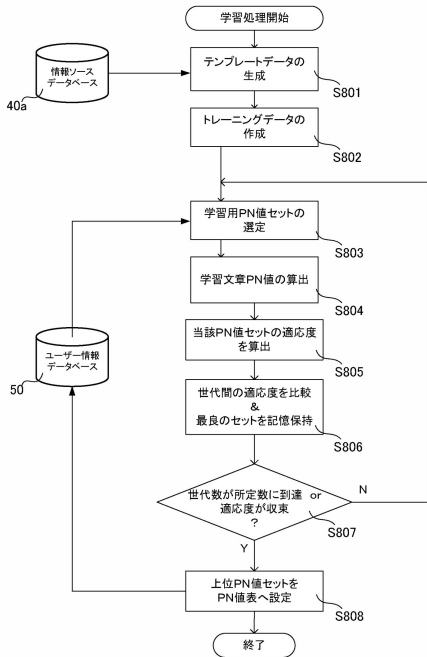 学習処理開始
テンプレートデータの
生成
S801
情報ソース
データベース
40a
トレーニングデータの
作成
S802
学習用PN値セットの
選定
S803
学習文章PN値の算出
S804
当該PN値セットの適応度
を算出
S805
ユーザー情報
データベース
50
世代間の適応度を比較
&
最良のセットを記憶保持
S806
世代数が所定数に到達 or
適応度が収束
?
N
S807
Y
上位PN値セットを
PN値表へ設定
S808
終了